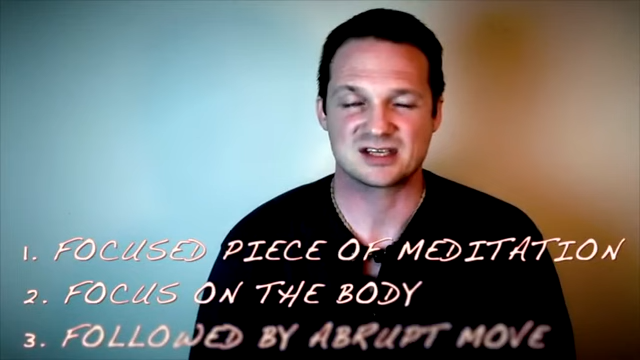 1. FOCUSED PIECE OF MEDITATION
2. FOCUS ON THE BODY
3. FOLLOWED BY ABRUPT MOVE